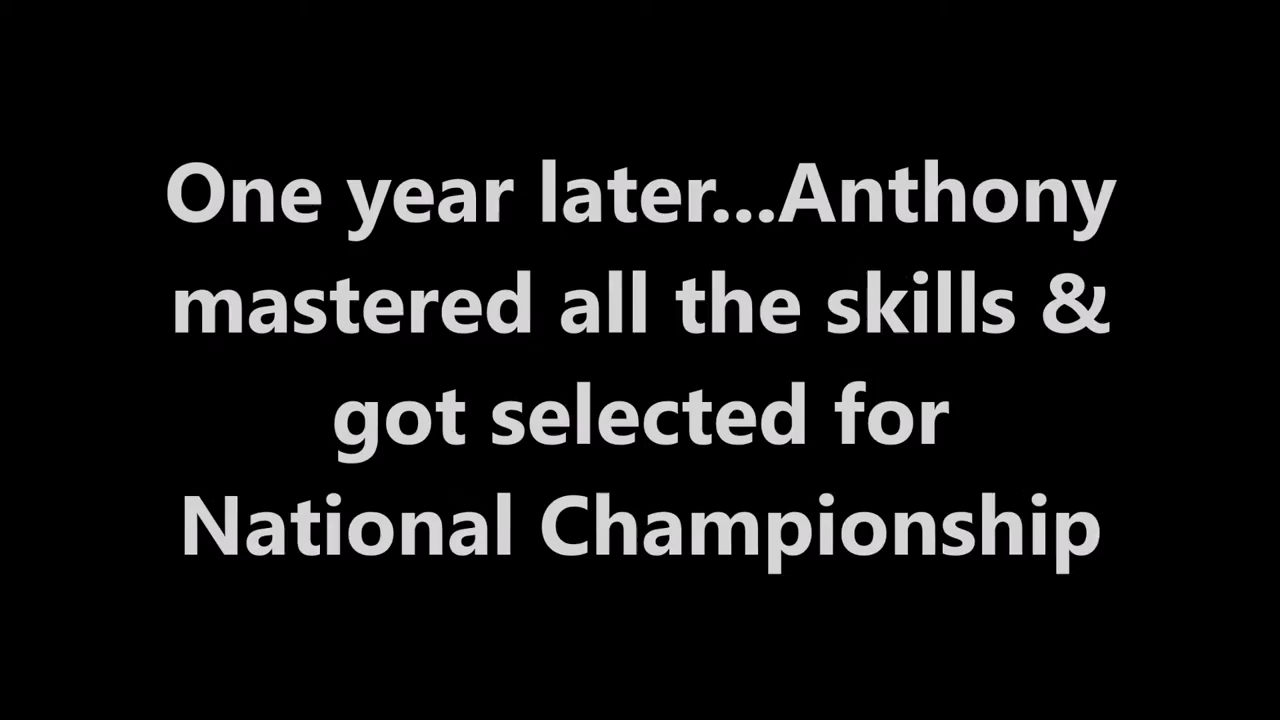 One year later...Anthony
mastered all the skills &
got selected for
National Championship